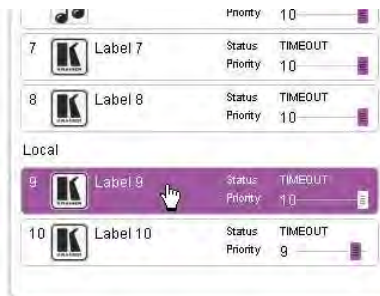 Priority 10
7 Label 7 Status TIMEOUT
Priority 10
8 Label 8 Status TIMEOUT
Priority 10
Local
9 Label 9 Status TIMEOUT
Priority 10
10 Label 10 Status TIMEOUT
Priority 9